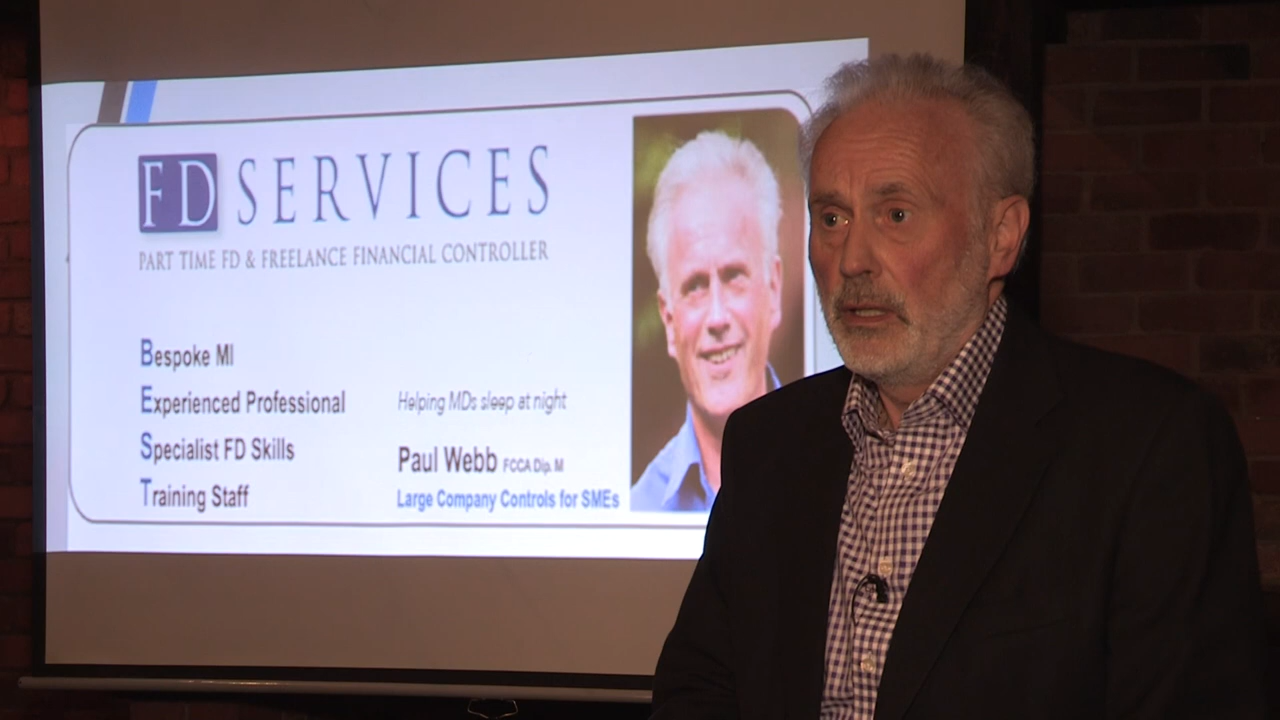 FD SERVICES
PART TIME FD & FREELANCE FINANCIAL CONTROLLER
Bespoke MI
Experienced Professional
Helping MDs sleep at night
Specialist FD Skills
Paul Webb FCCA Dip. M
Training Staff
Large Company Controls for SMEs